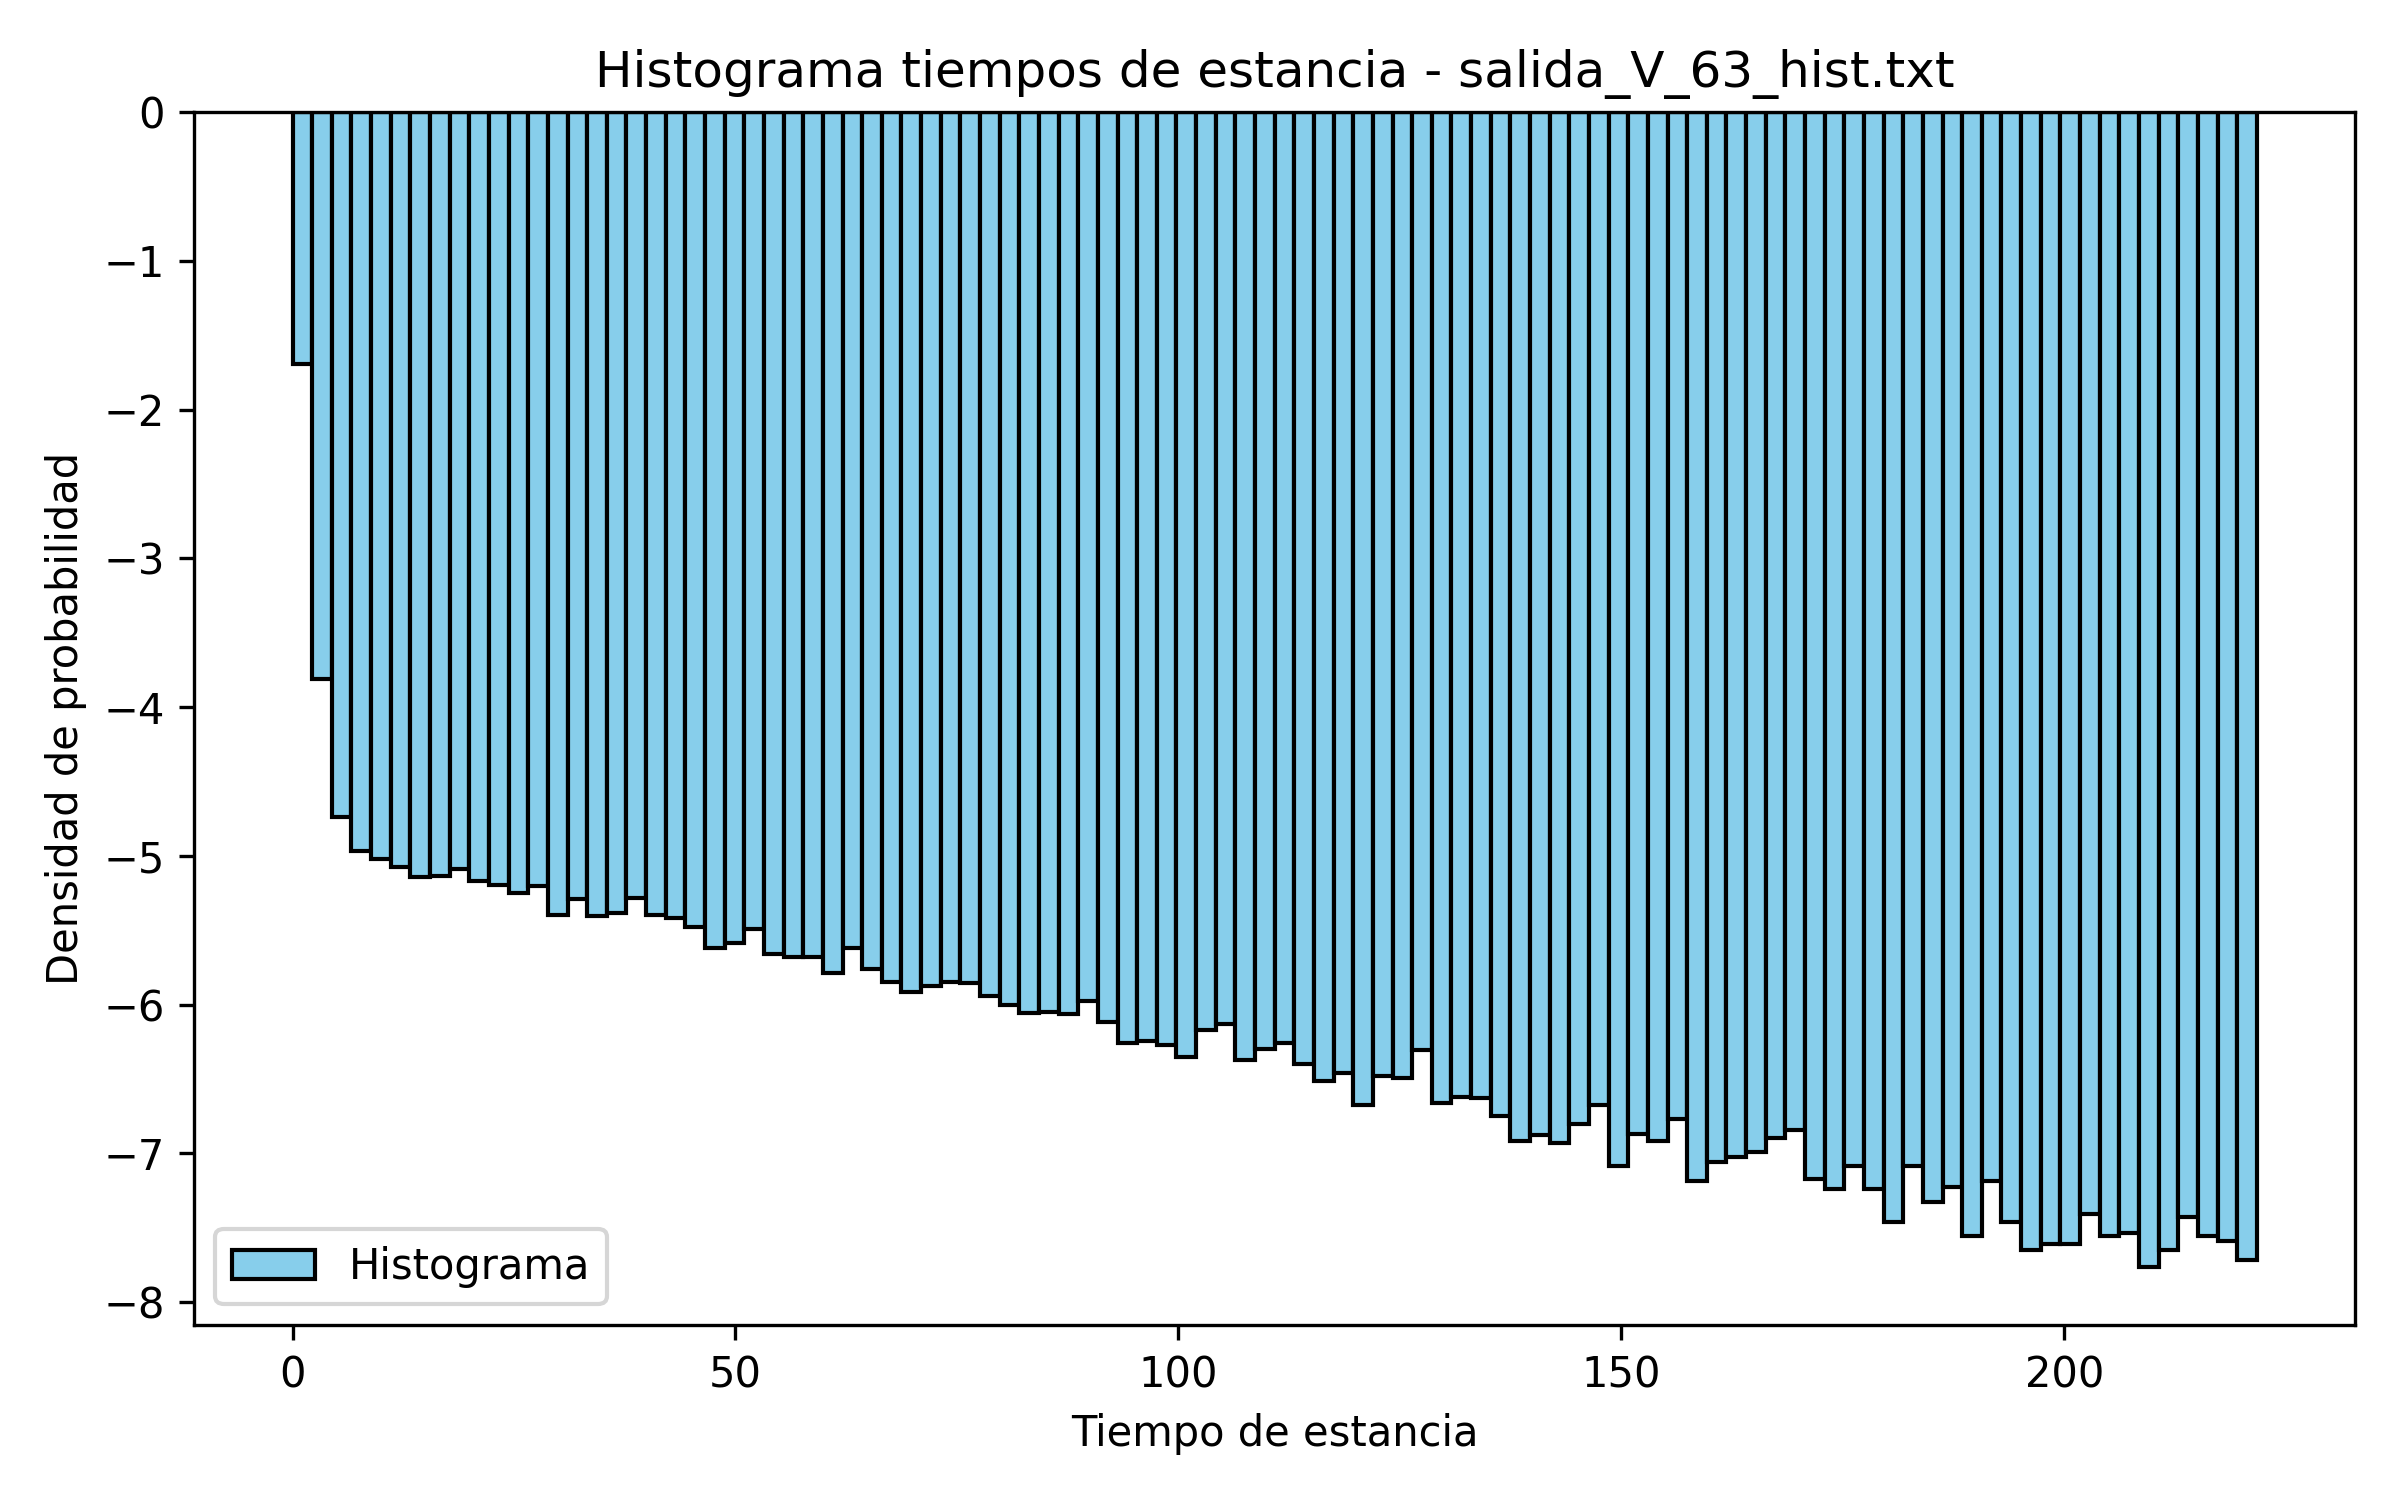 Histograma tiempos de estancia - salida_V_63_hist.txt
Densidad de probabilidad
0
−1
−2
−3
−4
−5
−6
−7
−8
Histograma
0 50 100 150 200
Tiempo de estancia